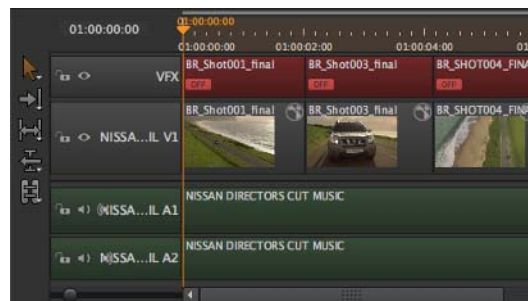 01:00:00:00
01:00:00:00
01:00:00:00 01:00:02:00 01:00:04:00 01
VFX BR_Shot001_final BR_Shot003_final BR_SHOT004_FINA
OFF OFF OFF
NISSA...IL V1 BR_Shot001_final BR_Shot003_final BR_SHOT004_FINA
NISSA...IL A1 NISSAN DIRECTORS CUT MUSIC
NISSA...IL A2 NISSAN DIRECTORS CUT MUSIC